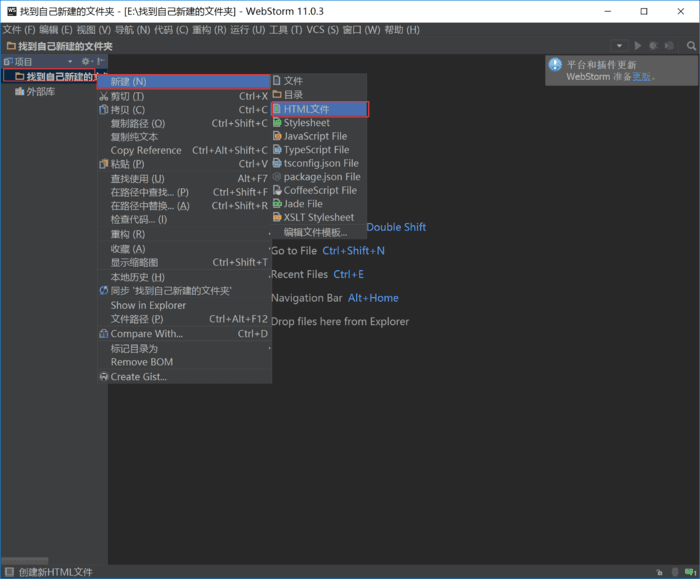 找到自己新建的文件夹 - [E:\找到自己新建的文件夹] - WebStorm 11.0.3
文件 (F) 编辑 (E) 视图 (V) 导航 (N) 代码 (C) 重构 (R) 运行 (U) 工具 (T) VCS (S) 窗口 (W) 帮助 (H)
找到自己新建的文件夹
项目
找到自己新建的文
外部库
新建 (N)
剪切 (T) Ctrl+X
拷贝 (C) Ctrl+C
复制路径 (O) Ctrl+Shift+C
复制纯文本
Copy Reference Ctrl+Alt+Shift+C
粘贴 (P) Ctrl+V
查找使用 (U) Alt+F7
在路径中查找... (P) Ctrl+Shift+F
在路径中替换... (A) Ctrl+Shift+R
检查代码... (I)
重构 (R)
收藏 (A)
显示缩略图 Ctrl+Shift+T
本地历史 (H)
同步 '找到自己新建的文件夹'
Show in Explorer
文件路径 (P) Ctrl+Alt+F12
Compare With... Ctrl+D
标记目录为
Remove BOM
Create Gist...
文件
目录
HTML文件
Stylesheet
JavaScript File
TypeScript File
tsconfig.json File
package.json File
CoffeeScript File
Jade File
XSLT Stylesheet
编辑文件模板...
Double Shift
Go to File Ctrl+Shift+N
Recent Files Ctrl+E
Navigation Bar Alt+Home
Drop files here from Explorer
平台和插件更新
WebStorm 准备更新。
创建新HTML文件